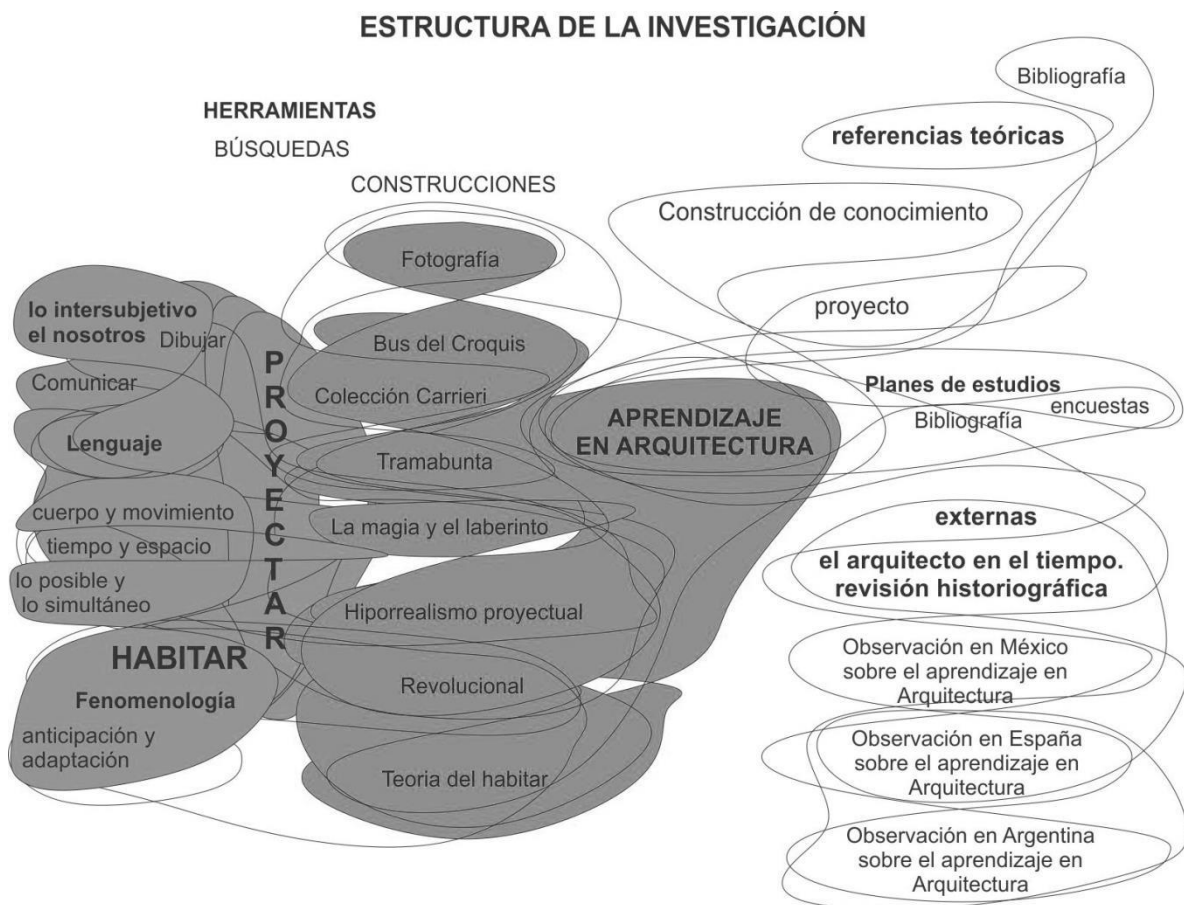 ESTRUCTURA DE LA INVESTIGACIÓN
HERRAMIENTAS
BÚSQUEDAS
CONSTRUCCIONES
lo intersubjetivo
el nosotros
Dibujar
Comunicar
Lenguaje
cuerpo y movimiento
tiempo y espacio
lo posible y
lo simultáneo
HABITAR
Fenomenología
anticipación y
adaptación
PROYECTAR
Fotografía
Bus del Croquis
Colección Carrieri
Tramabunta
La magia y el laberinto
Hiporrealismo proyectual
Revolucional
Teoria del habitar
APRENDIZAJE
EN ARQUITECTURA
Bibliografía
referencias teóricas
Construcción de conocimiento
proyecto
Planes de estudios
Bibliografía
encuestas
externas
el arquitecto en el tiempo.
revisión historiográfica
Observación en México
sobre el aprendizaje en
Arquitectura
Observación en España
sobre el aprendizaje en
Arquitectura
Observación en Argentina
sobre el aprendizaje en
Arquitectura